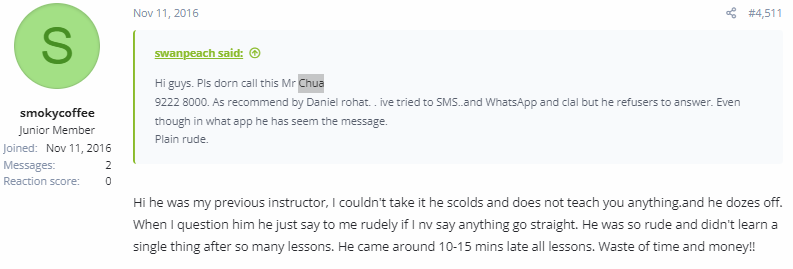 Nov 11, 2016
#4,511
S
smokycoffee
Junior Member
Joined: Nov 11, 2016
Messages: 2
Reaction score: 0
swanpeach said:
Hi guys. Pls dorn call this Mr Chua
9222 8000. As recommend by Daniel rohat. . ive tried to SMS..and WhatsApp and clal but he refusers to answer. Even
though in what app he has seem the message.
Plain rude.
Hi he was my previous instructor, I couldn't take it he scolds and does not teach you anything.and he dozes off.
When I question him he just say to me rudely if I nv say anything go straight. He was so rude and didn't learn a
single thing after so many lessons. He came around 10-15 mins late all lessons. Waste of time and money!!